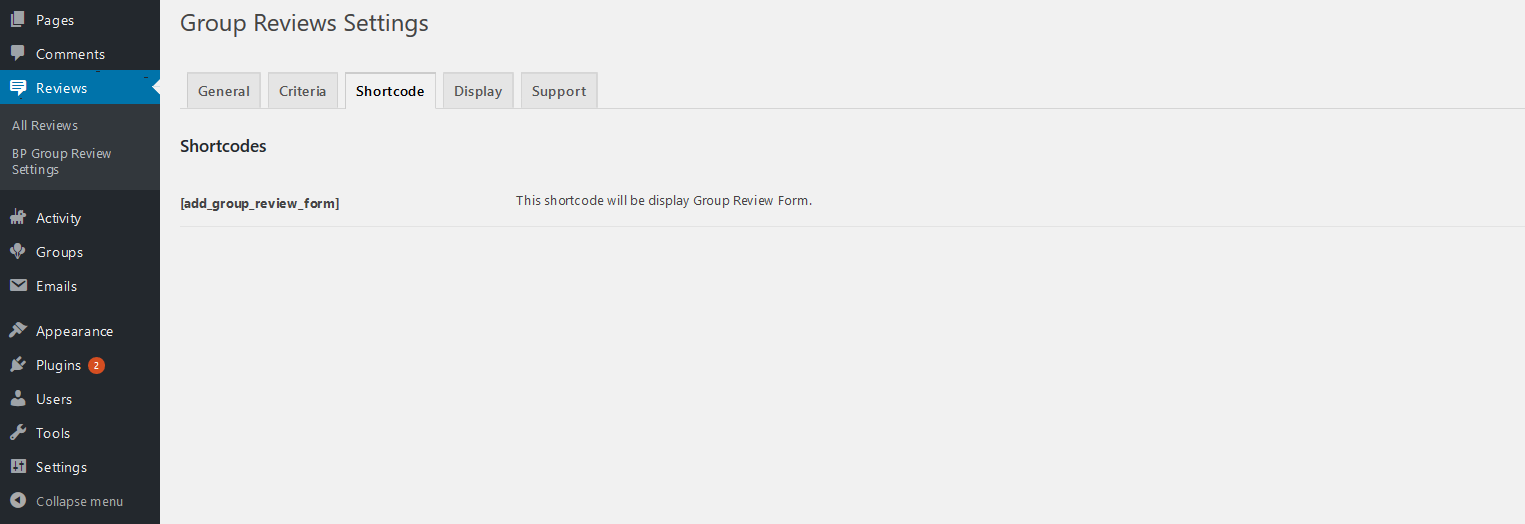 Pages
Comments
Reviews
All Reviews
BP Group Review
Settings
Activity
Groups
Emails
Appearance
Plugins 2
Users
Tools
Settings
Collapse menu
Group Reviews Settings
General Criteria Shortcode Display Support
Shortcodes
[add_group_review_form] This shortcode will be display Group Review Form.